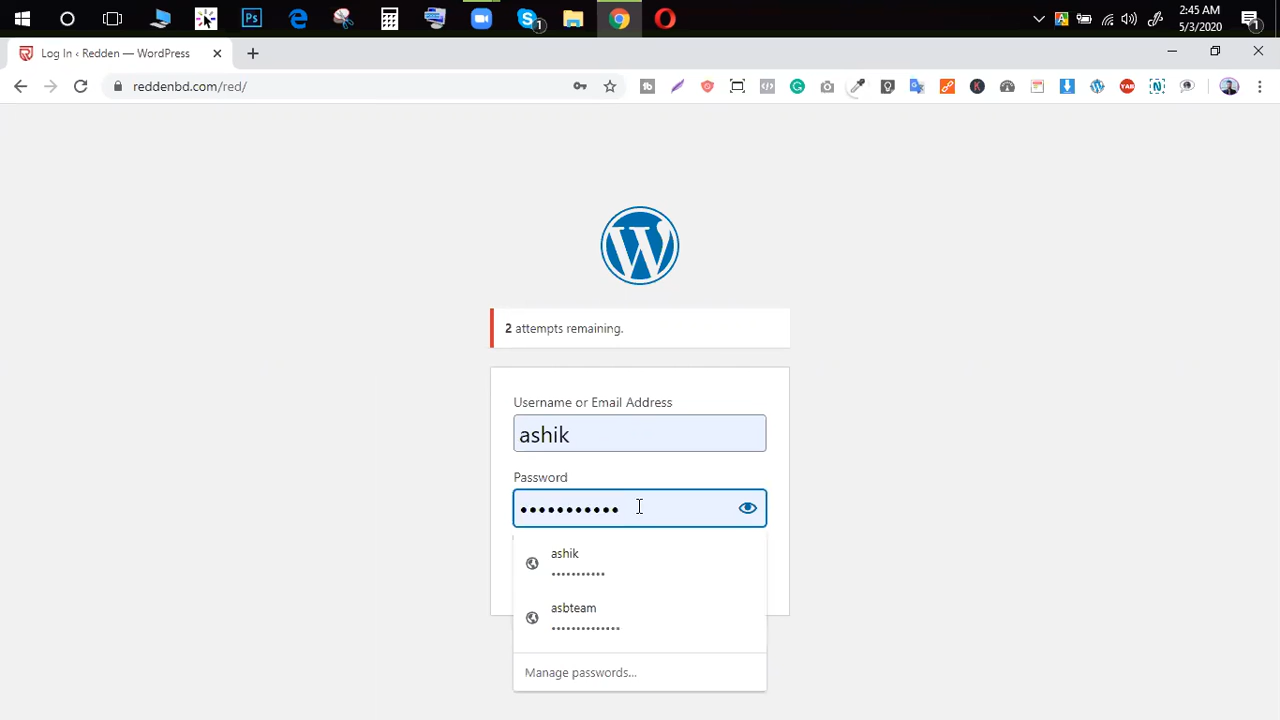 2:45 AM
5/3/2020
Log In ‹ Redden — WordPress
reddenbd.com/red/
2 attempts remaining.
Username or Email Address
ashik
Password
•••••••••••
ashik
•••••••••••
asbteam
••••••••••••••
Manage passwords...